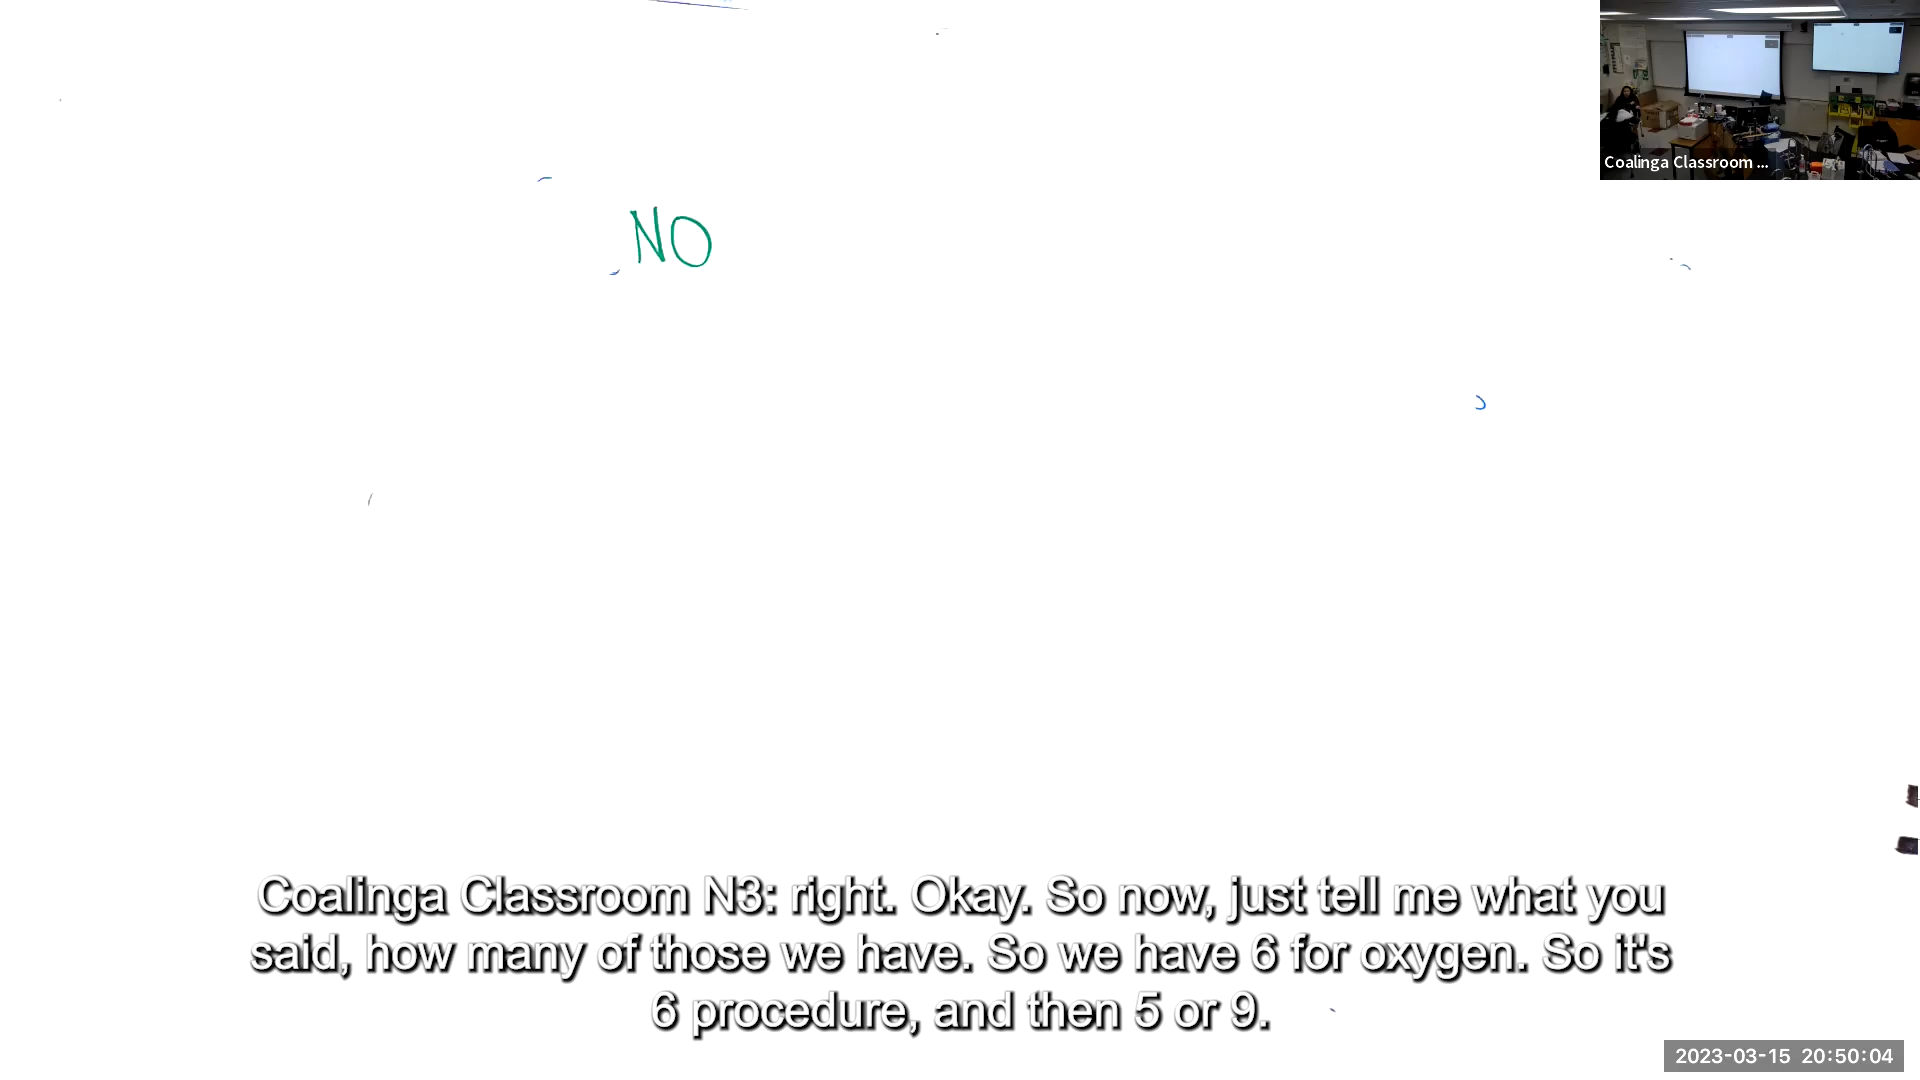 Coalinga Classroom ...
NO
Coalinga Classroom N3: right. Okay. So now, just tell me what you
said, how many of those we have. So we have 6 for oxygen. So it's
6 procedure, and then 5 or 9.
2023-03-15 20:50:04